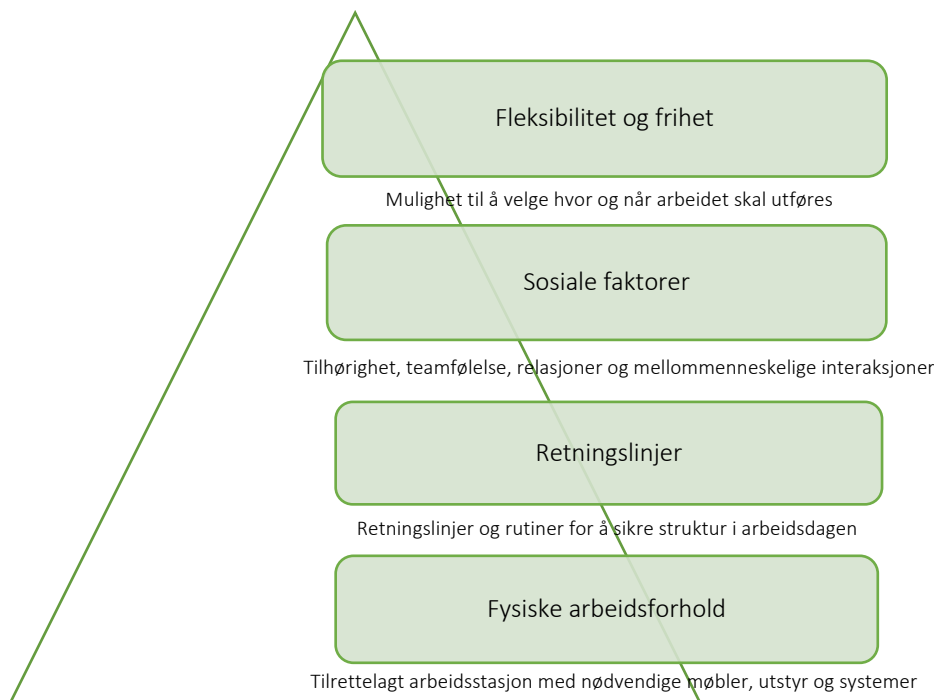 Fleksibilitet og frihet
Mulighet til å velge hvor og når arbeidet skal utføres
Sosiale faktorer
Tilhørighet, teamfølelse, relasjoner og mellommenneskelige interaksjoner
Retningslinjer
Retningslinjer og rutiner for å sikre struktur i arbeidsdagen
Fysiske arbeidsforhold
Tilrettelagt arbeidsstasjon med nødvendige møbler, utstyr og systemer